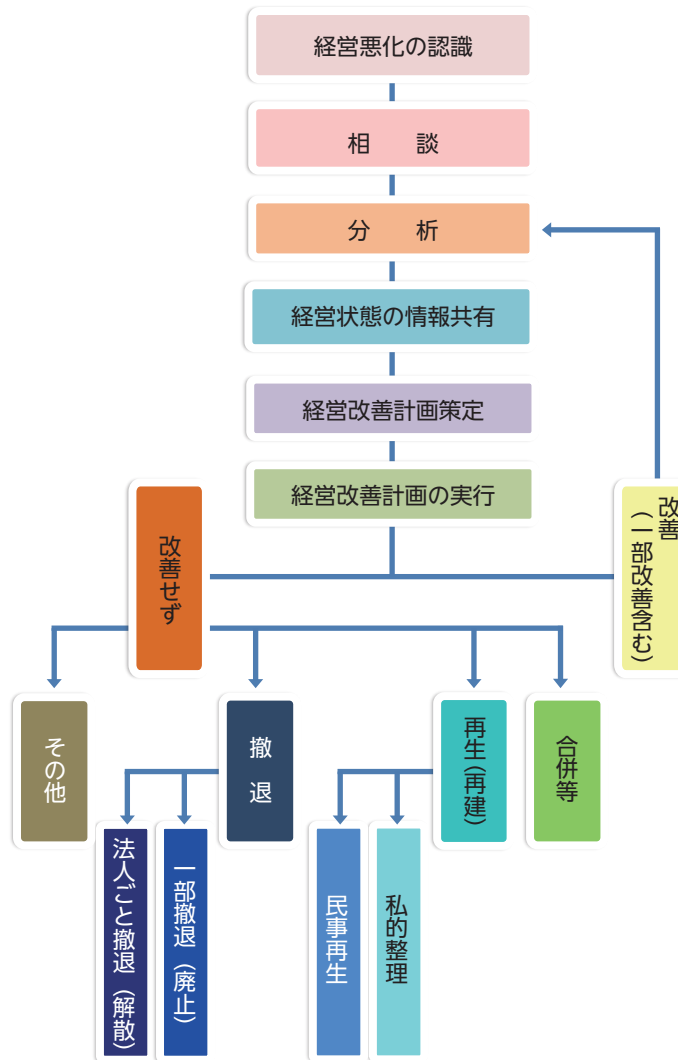 経営悪化の認識
相　　談
分　　析
経営状態の情報共有
経営改善計画策定
経営改善計画の実行
改善せず
改善
（一部改善含む）
その他
撤　退
再生（再建）
合併等
法人ごと撤退（解散）
一部撤退（廃止）
民事再生
私的整理